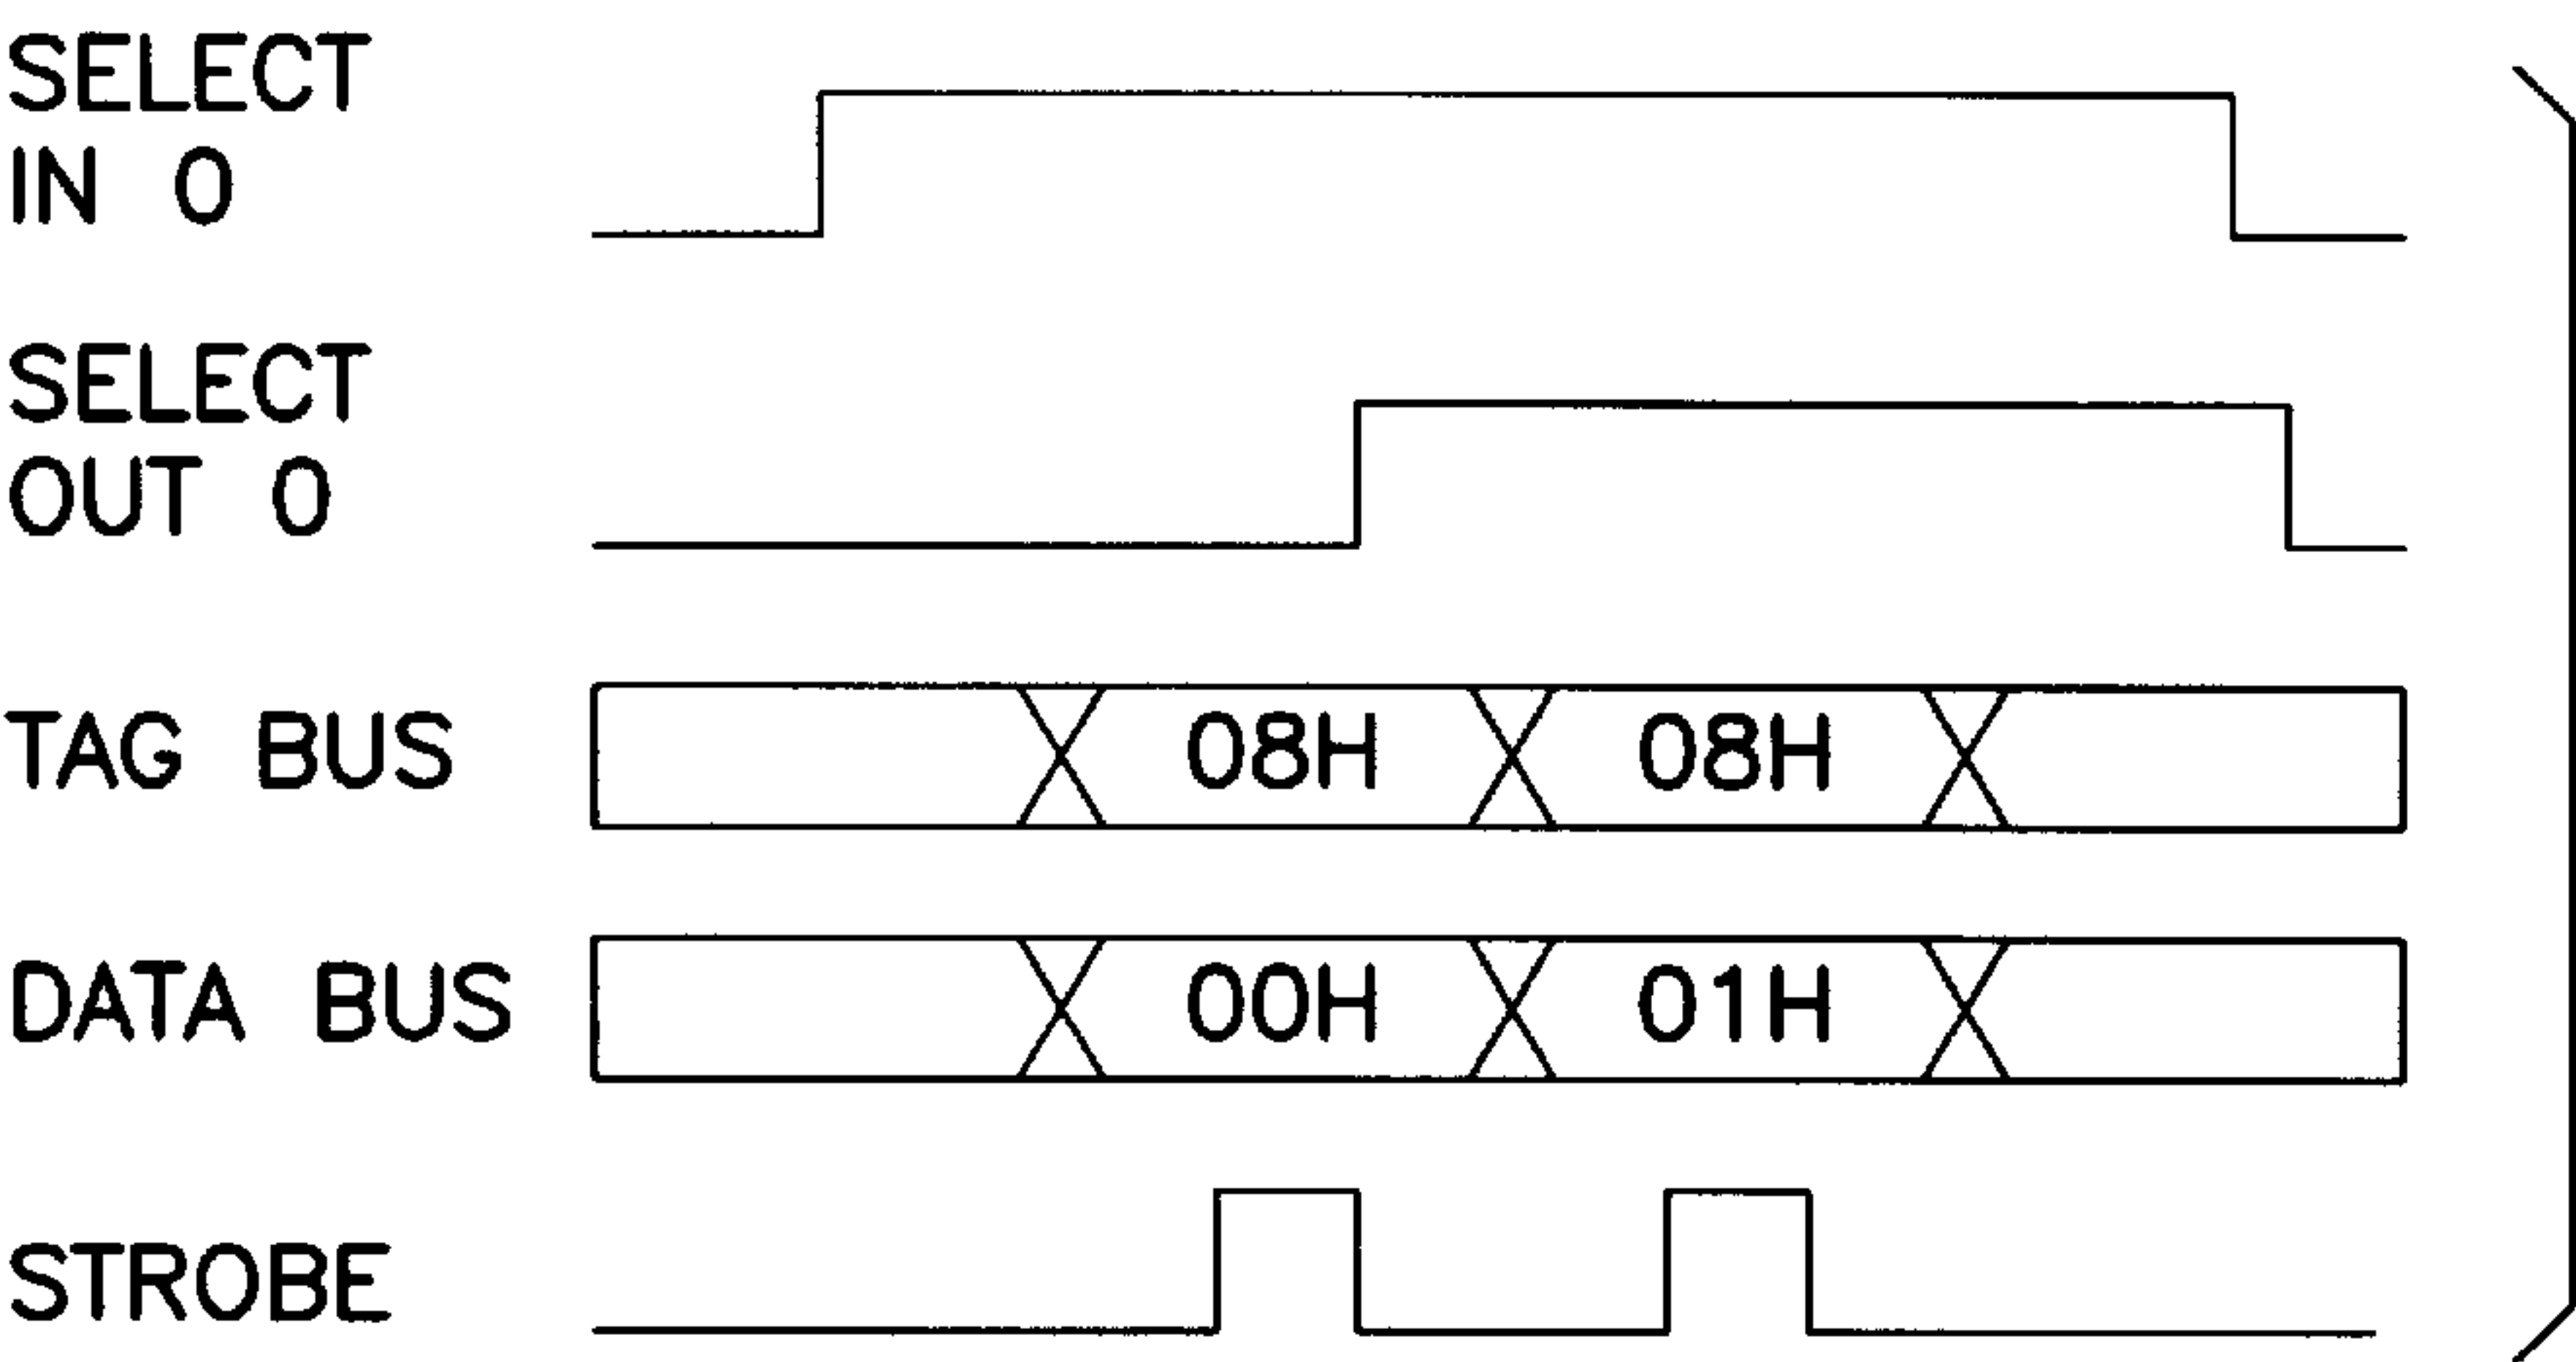 SELECT
IN 0
SELECT
OUT 0
TAG BUS 08H 08H
DATA BUS 00H 01H
STROBE